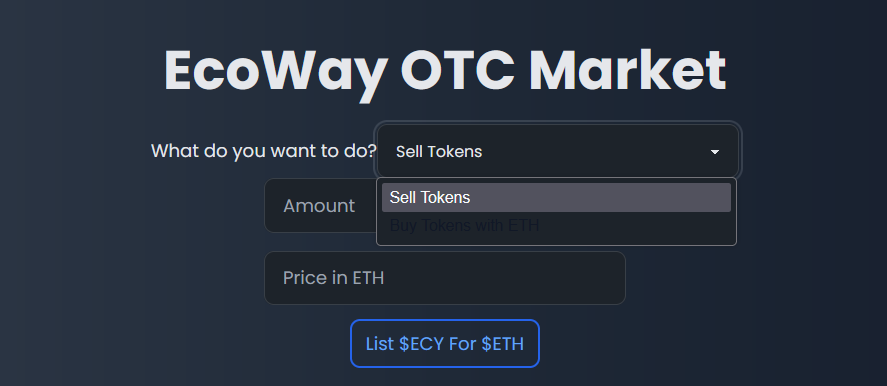 EcoWay OTC Market
What do you want to do? Sell Tokens
Sell Tokens
Amount
Buy Tokens with ETH
Price in ETH
List $ECY For $ETH